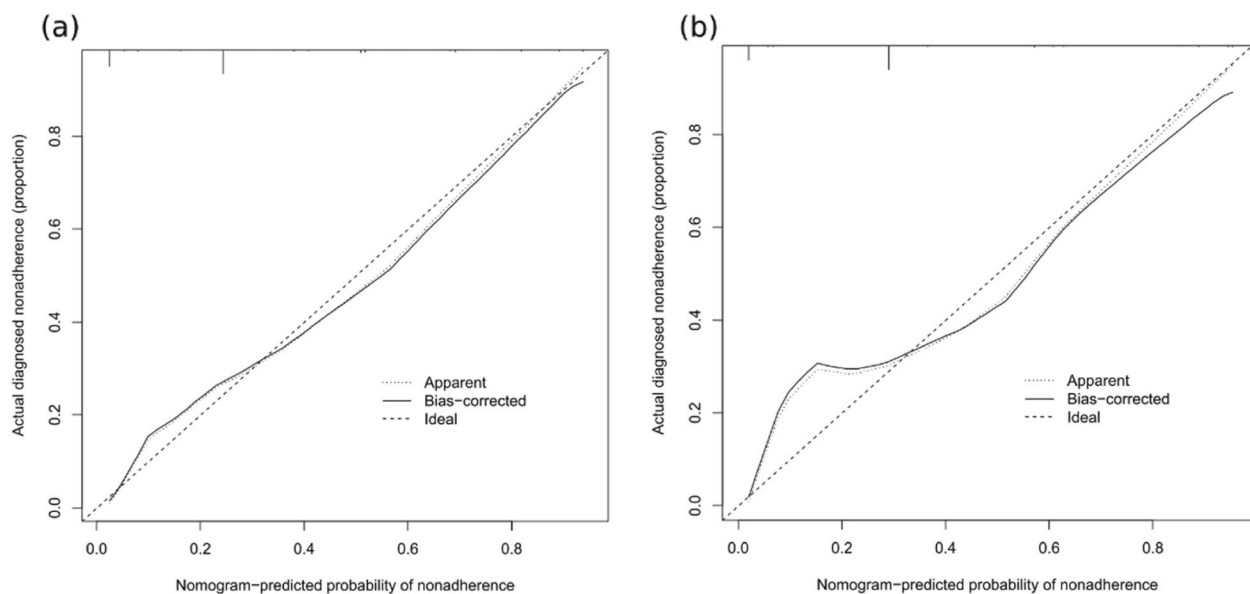 (a)
Actual diagnosed nonadherence (proportion)
0.8
0.6
0.4
0.2
0.0
Apparent
Bias-corrected
Ideal
0.0 0.2 0.4 0.6 0.8
Nomogram-predicted probability of nonadherence
(b)
Actual diagnosed nonadherence (proportion)
0.8
0.6
0.4
0.2
0.0
Apparent
Bias-corrected
Ideal
0.0 0.2 0.4 0.6 0.8
Nomogram-predicted probability of nonadherence